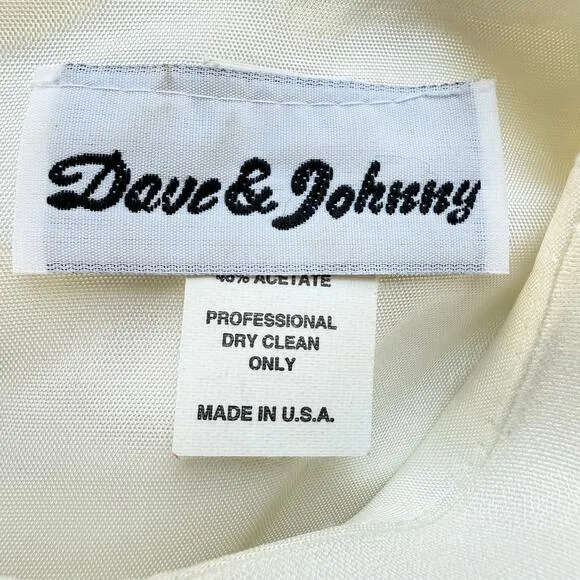 Dave & Johnny
% ACETATE
PROFESSIONAL
DRY CLEAN
ONLY
MADE IN U.S.A.